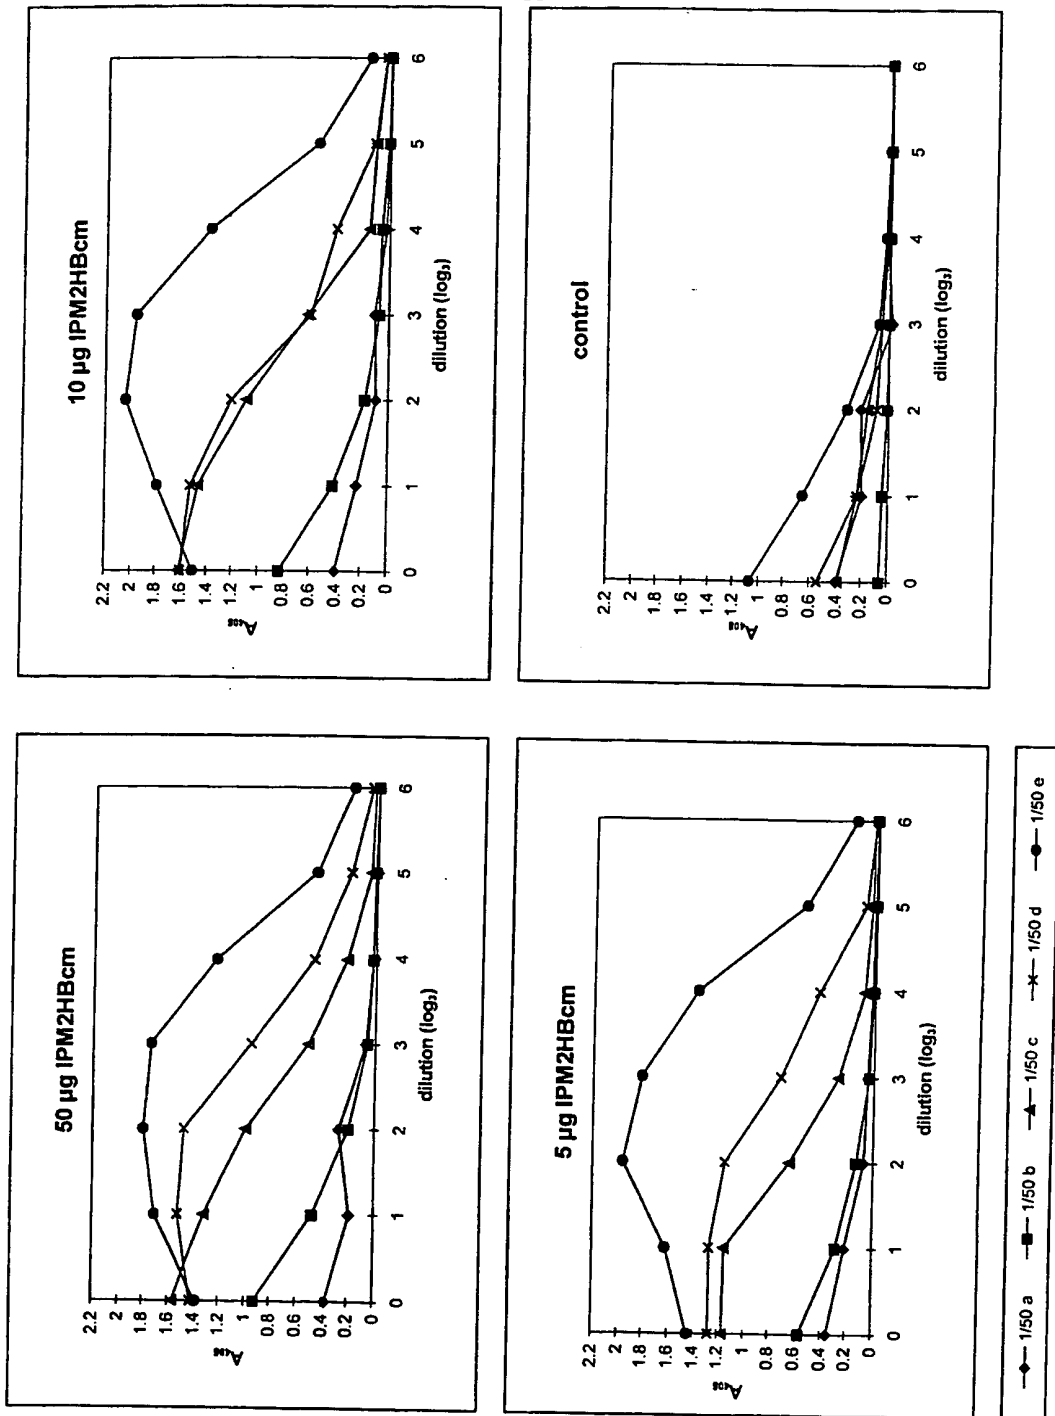 50 µg IPM2HBcm
A₄₀₅
2.2
2
1.8
1.6
1.4
1.2
1
0.8
0.6
0.4
0.2
0
0 1 2 3 4 5 6
dilution (log₃)
10 µg IPM2HBcm
A₄₀₅
2.2
2
1.8
1.6
1.4
1.2
1
0.8
0.6
0.4
0.2
0
0 1 2 3 4 5 6
dilution (log₃)
5 µg IPM2HBcm
A₄₀₅
2.2
2
1.8
1.6
1.4
1.2
1
0.8
0.6
0.4
0.2
0
0 1 2 3 4 5 6
dilution (log₃)
control
A₄₀₅
2.2
2
1.8
1.6
1.4
1.2
1
0.8
0.6
0.4
0.2
0
0 1 2 3 4 5 6
dilution (log₃)
1/50 a 1/50 b 1/50 c 1/50 d 1/50 e